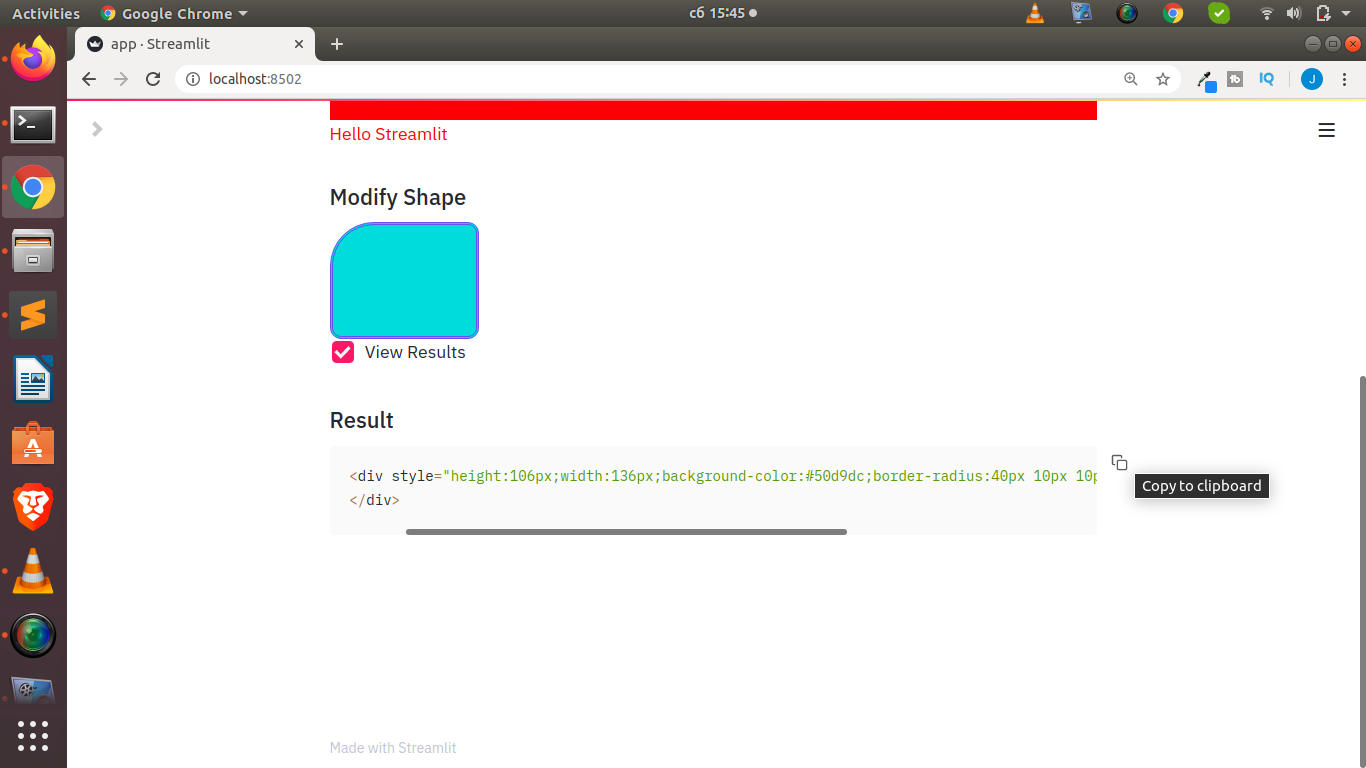 Activities Google Chrome сб 15:45
app · Streamlit
localhost:8502
Hello Streamlit
Modify Shape
View Results
Result
<div style="height:106px;width:136px;background-color:#50d9dc;border-radius:40px 10px 10p
</div>
Copy to clipboard
Made with Streamlit